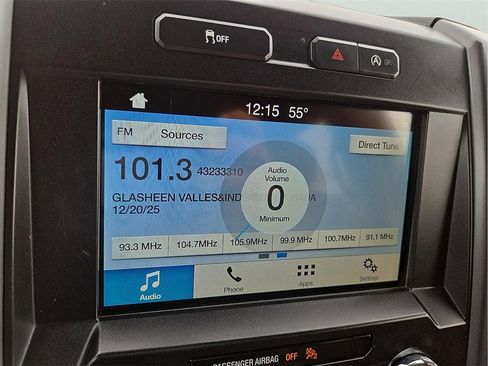 OFF
OFF
12:15 55°
FM Sources
Direct Tune
101.3 43233310
Audio
Volume
0
Minimum
GLASHEEN VALLES&INDER
12/20/25
93.3 MHz 104.7MHz 105.9MHz 99.9 MHz 100.7MHz 91.1 MHz
Audio Phone Apps Settings
PASSENGER AIRBAG OFF